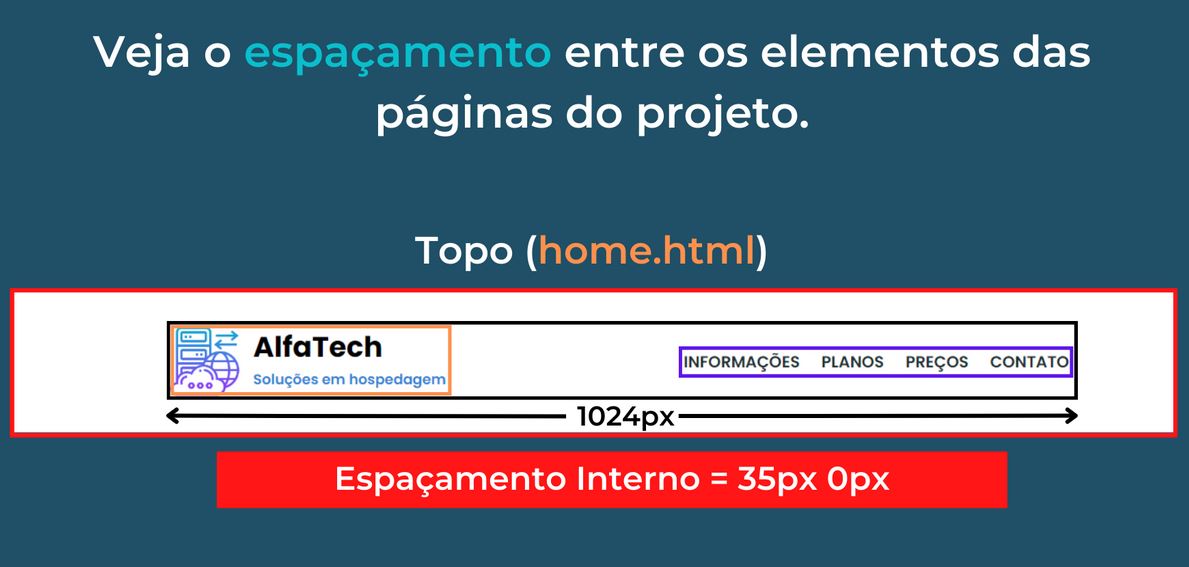 Veja o espaçamento entre os elementos das
páginas do projeto.
Topo (home.html)
AlfaTech
Soluções em hospedagem
INFORMAÇÕES PLANOS PREÇOS CONTATO
1024px
Espaçamento Interno = 35px 0px